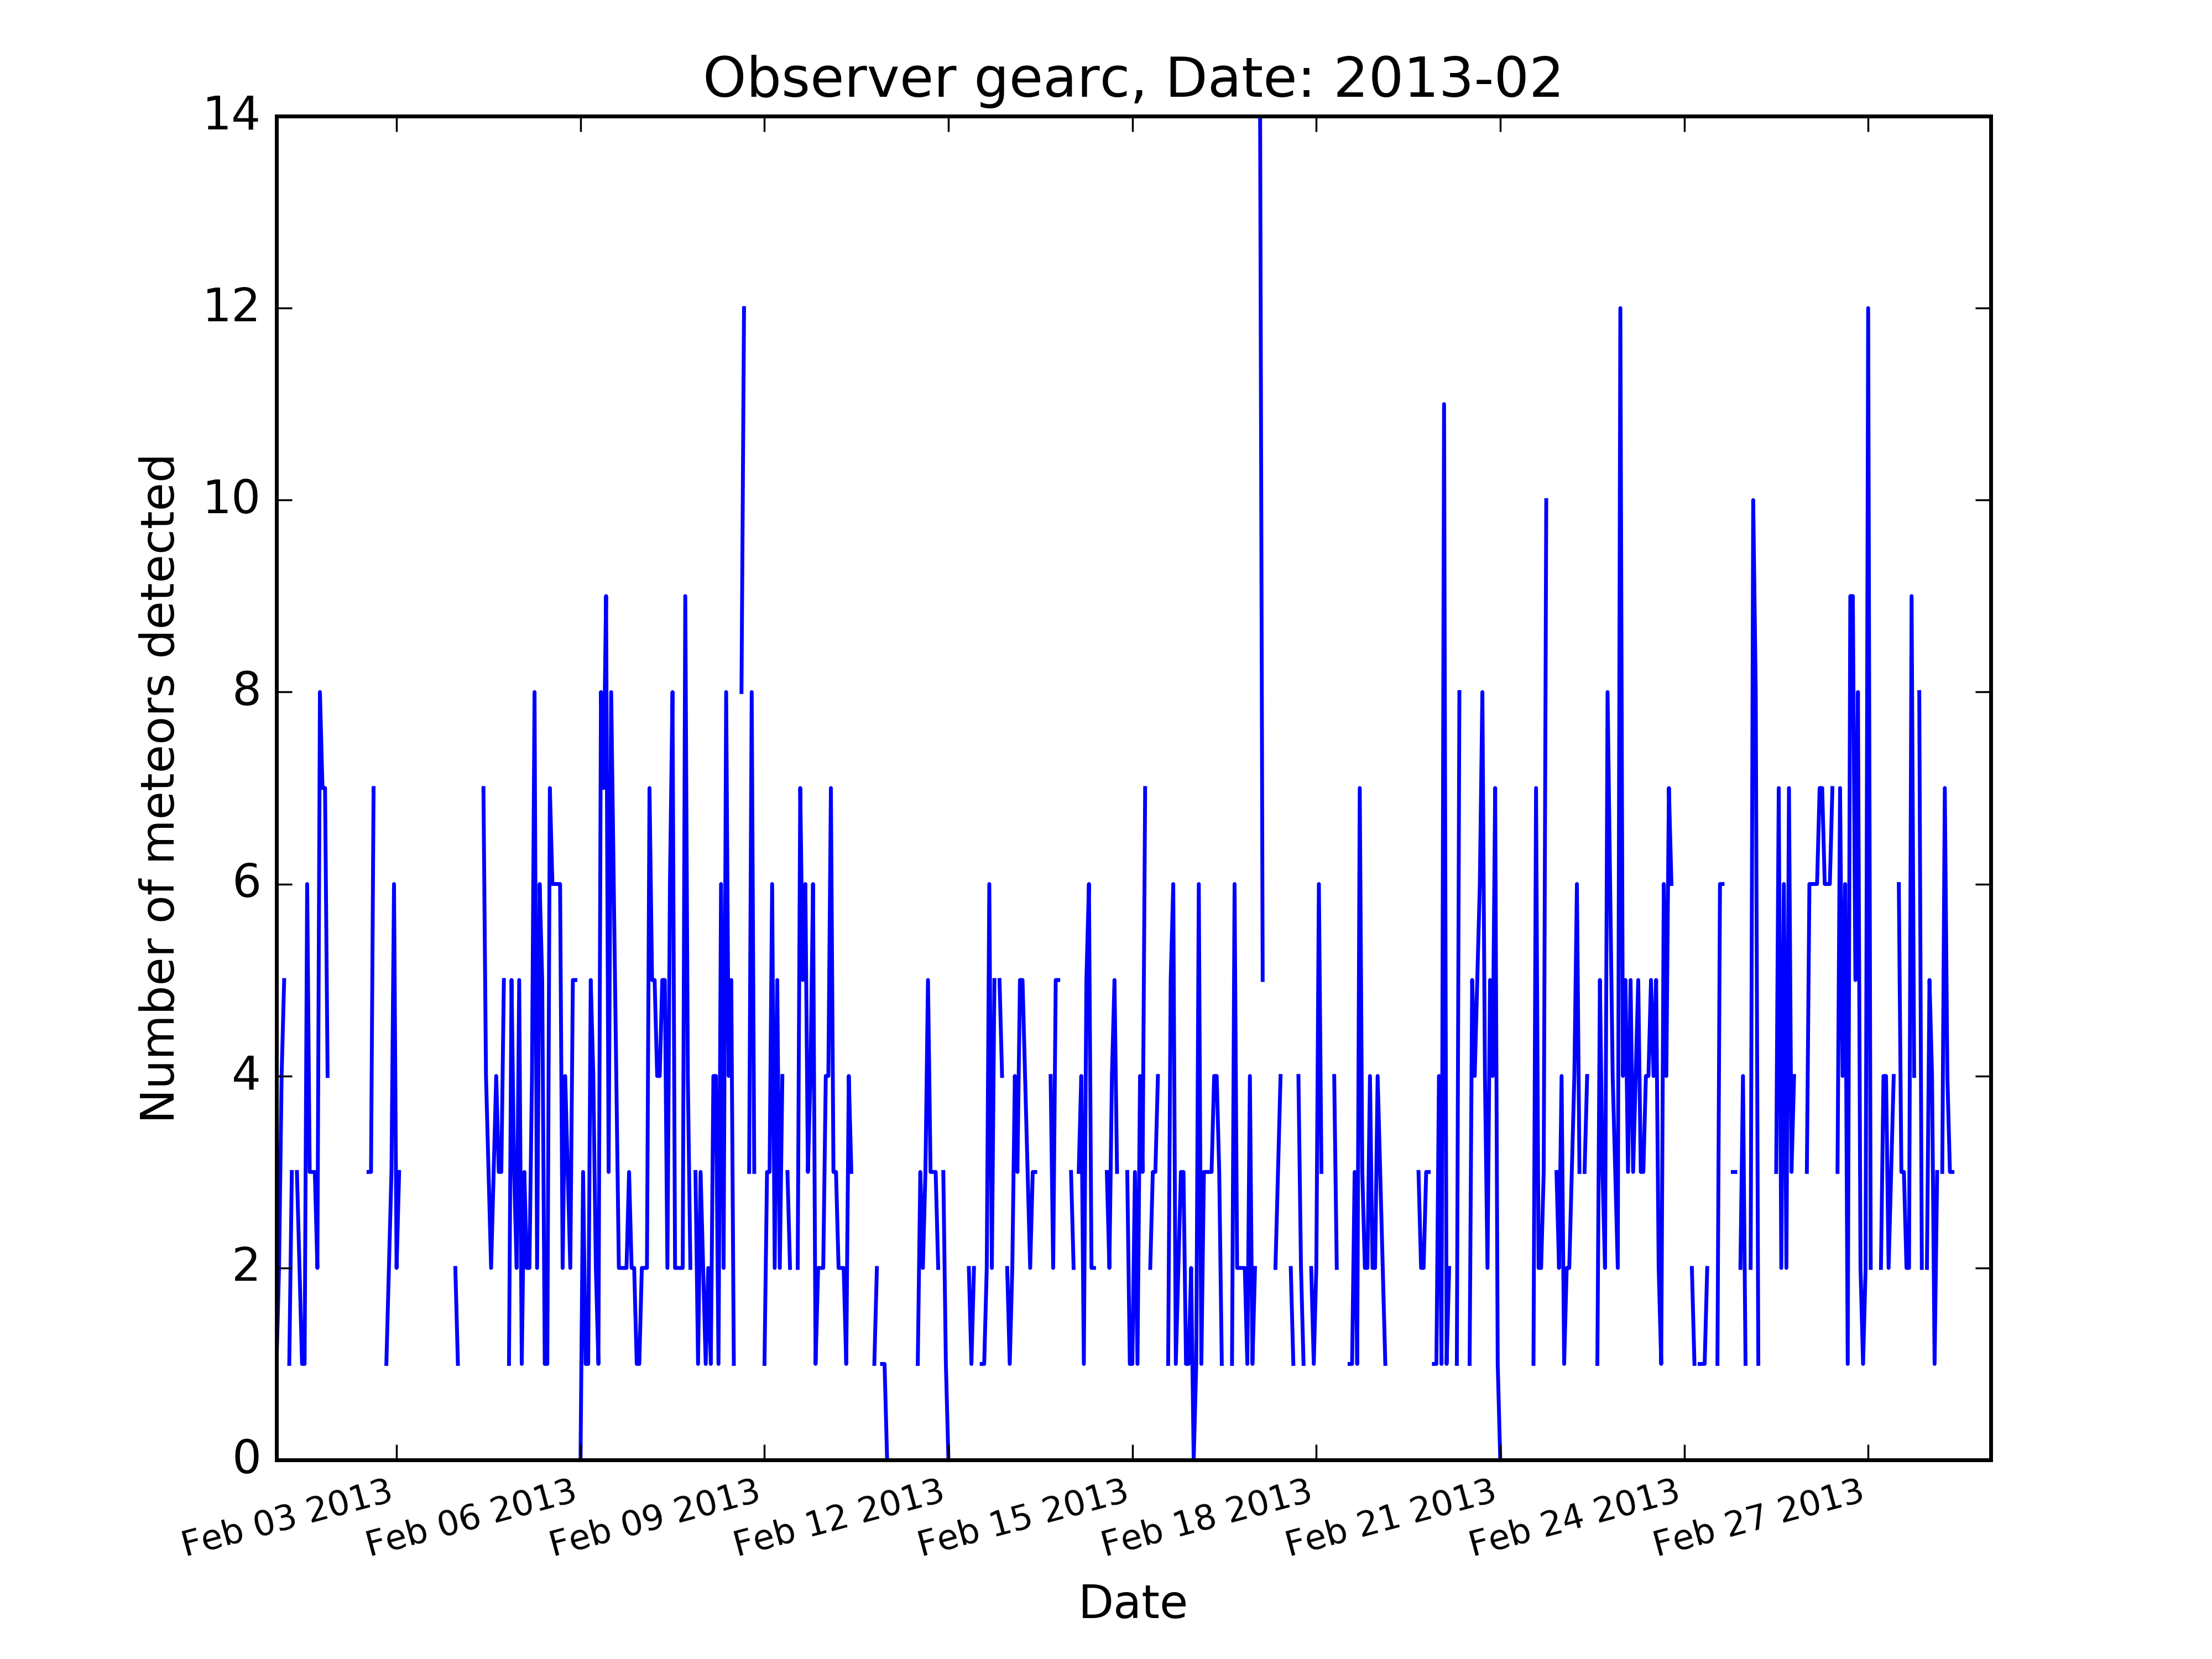 Observer gearc, Date: 2013-02
Number of meteors detected
14
12
10
8
6
4
2
0
Feb 03 2013
Feb 06 2013
Feb 09 2013
Feb 12 2013
Feb 15 2013
Feb 18 2013
Feb 21 2013
Feb 24 2013
Feb 27 2013
Date